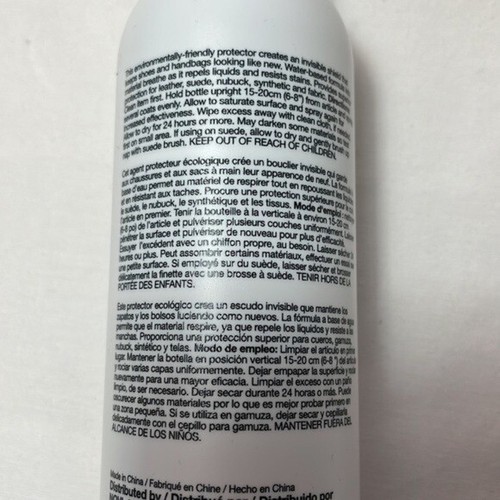 This environmentally-friendly protector creates an invisible shield that
keeps shoes and handbags looking like new. Water-based formula
material breathe as it repels liquids and resists stains. Provides
protection for leather, suede, nubuck, synthetic and fabric. Directions:
Clean item first. Hold bottle upright 15-20cm (6-8") from article and
several coats evenly. Allow to saturate surface and spray again for
increased effectiveness. Wipe excess away with clean cloth, if needed.
Allow to dry for 24 hours or more. May darken some materials so test
on small area. If using on suede, allow to dry and gently brush
nap with suede brush. KEEP OUT OF REACH OF CHILDREN.
Cet agent protecteur écologique crée un bouclier invisible qui garde
aux chaussures et aux sacs à main leur apparence de neuf. La formule à
base d'eau permet au matériel de respirer tout en repoussant les liquides
en résistant aux taches. Procure une protection supérieure pour le
le suède, le nubuck, le synthétique et les tissus. Mode d'empl
l'article en premier. Tenir la bouteille à la verticale à environ 15-20 cm
(6-8 po) de l'article et pulvériser plusieurs couches uniformément. Laisser
pénétrer la surface et pulvériser de nouveau pour plus d'efficacité.
Essuyer l'excédent avec un chiffon propre, au besoin. Laisser sécher
heures ou plus. Peut assombrir certains matériaux, effectuer un essai
une petite surface. Si employé sur du suède, laisser sécher et brosser
délicatement la finette avec une brosse à suède. TENIR HORS DE LA
PORTÉE DES ENFANTS.
Este protector ecológico crea un escudo invisible que mantiene los
zapatos y los bolsos luciendo como nuevos. La fórmula a base de agua
permite que el material respire, ya que repele los líquidos y resiste las
manchas. Proporciona una protección superior para cueros, gamuza,
nubuck, sintético y telas. Modo de empleo: Limpiar el artículo en primer
lugar. Mantener la botella en posición vertical 15-20 cm (6-8 ") del artículo
y rociar varias capas uniformemente. Dejar empapar la superficie y rociar
nuevamente para una mayor eficacia. Limpiar el exceso con un paño
limpio, de ser necesario. Dejar secar durante 24 horas o más. Puede
oscurecer algunos materiales por lo que es mejor probar primero en
una zona pequeña. Si se utiliza en gamuza, dejar secar y cepillarla
delicadamente con el cepillo para gamuza. MANTENER FUERA DEL
ALCANCE DE LOS NIÑOS.
Made in China / Fabriqué en Chine / Hecho en China
Distributed by / Distribué par / Distribuido por